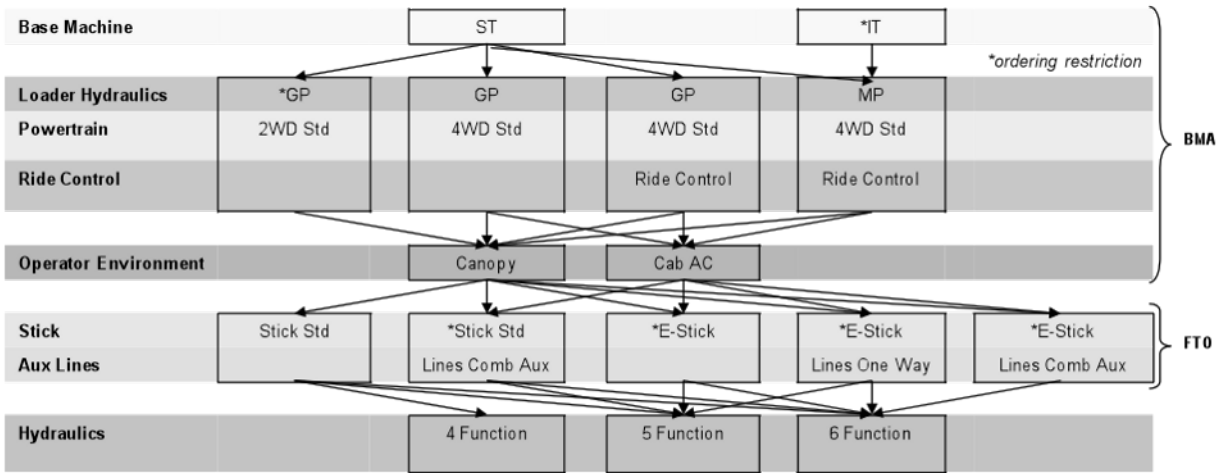 Base Machine ST *IT
*ordering restriction
Loader Hydraulics *GP GP GP MP
Powertrain 2WD Std 4WD Std 4WD Std 4WD Std
BMA
Ride Control Ride Control Ride Control
Operator Environment Canopy Cab AC
Stick Stick Std *Stick Std *E-Stick *E-Stick *E-Stick
FTO
Aux Lines Lines Comb Aux Lines One Way Lines Comb Aux
Hydraulics 4 Function 5 Function 6 Function